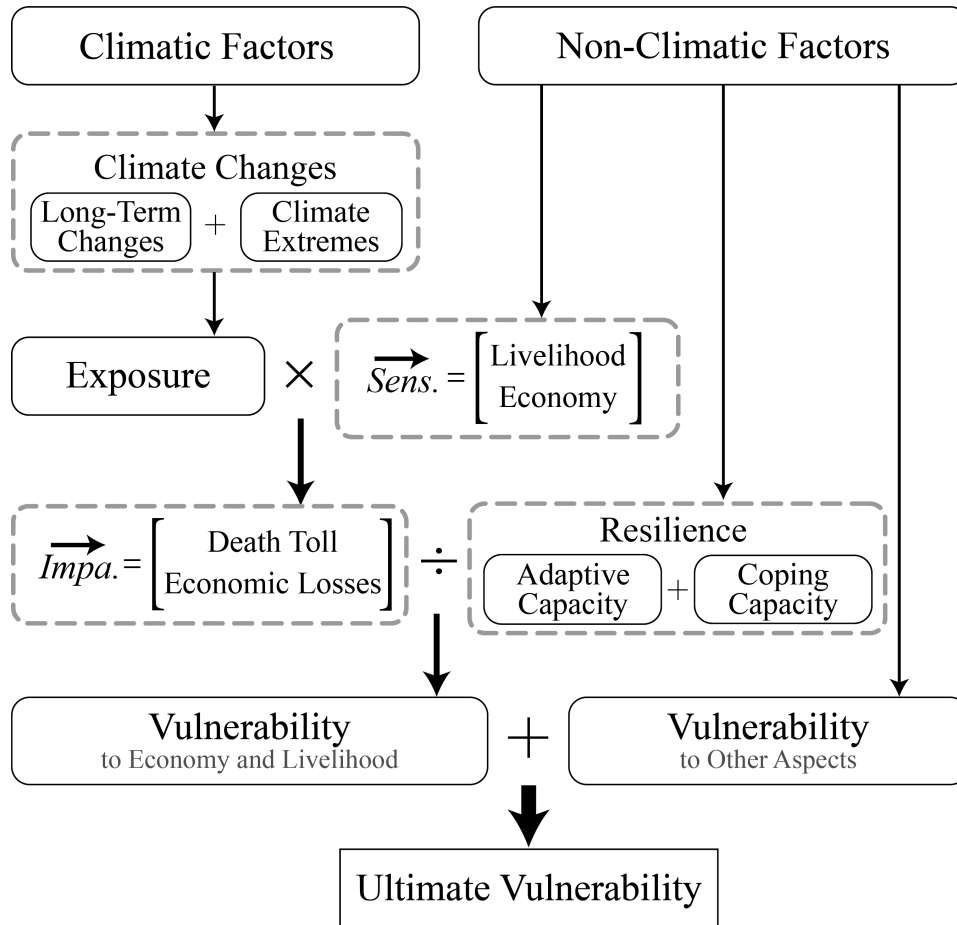 Climatic Factors
Non-Climatic Factors
Climate Changes
Long-Term
Changes
+
Climate
Extremes
Exposure
×
Sens. =
Livelihood
Economy
Impa. =
Death Toll
Economic Losses
÷
Resilience
Adaptive
Capacity
+
Coping
Capacity
Vulnerability
to Economy and Livelihood
+
Vulnerability
to Other Aspects
Ultimate Vulnerability